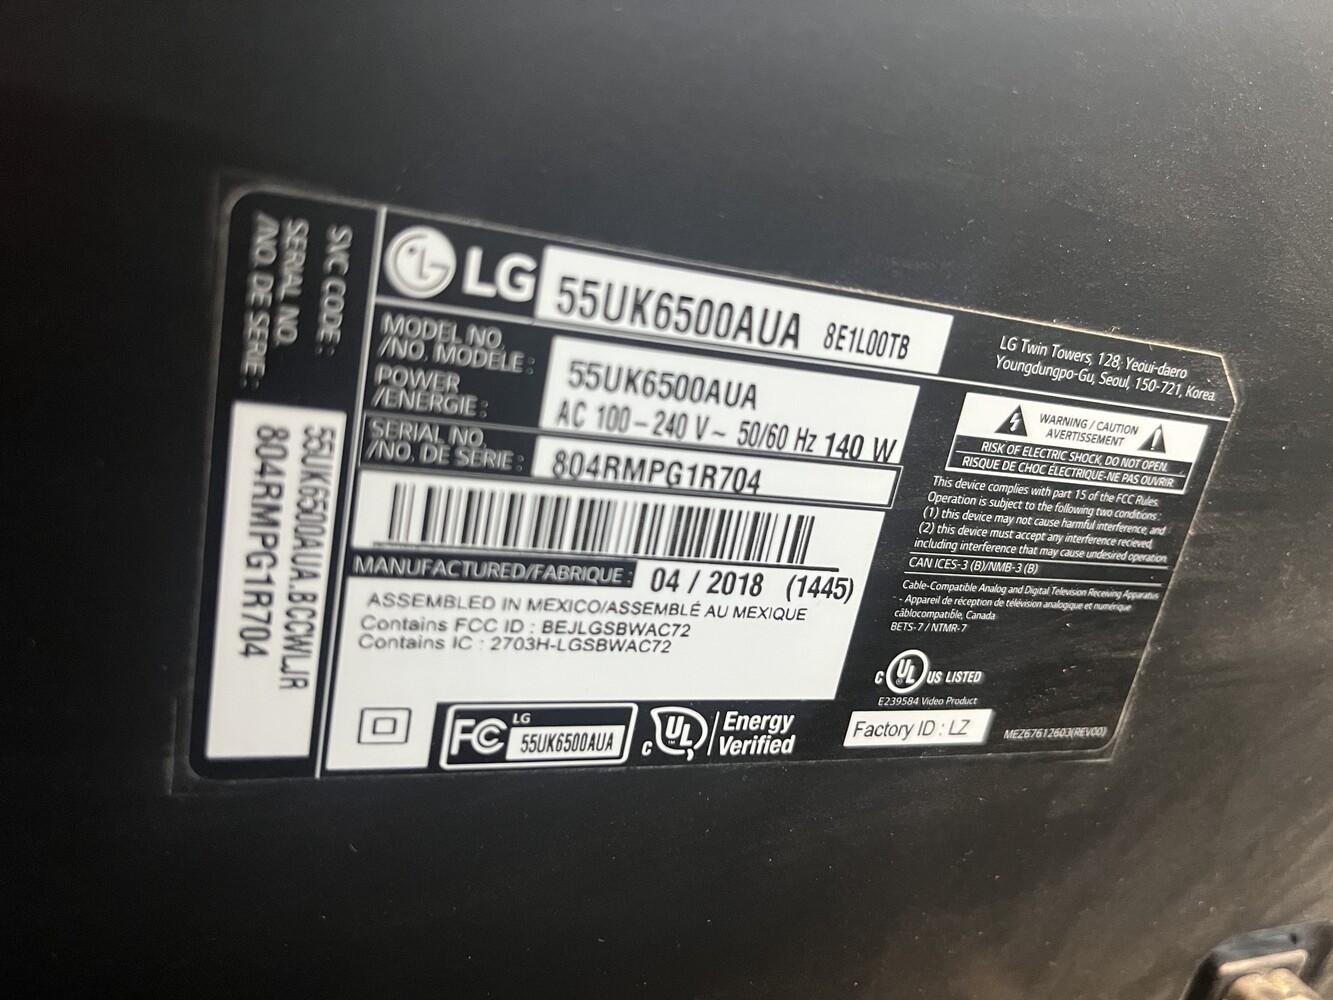 SVC CODE :
SERIAL NO.
/NO. DE SERIE :
55UK6500AUA.BCCWLJR
804RMPG1R704
LG
55UK6500AUA 8E1L00TB
MODEL NO.
/NO. MODÈLE :
55UK6500AUA
POWER
/ENERGIE :
AC 100-240 V ~ 50/60 Hz 140 W
SERIAL NO.
/NO. DE SERIE :
804RMPG1R704
MANUFACTURED/FABRIQUE : 04 / 2018 (1445)
ASSEMBLED IN MEXICO/ASSEMBLÉ AU MEXIQUE
Contains FCC ID : BEJLGSBWAC72
Contains IC : 2703H-LGSBWAC72
FC LG
55UK6500AUA
c UL Energy
Verified
LG Twin Towers, 128, Yeoui-daero
Youngdungpo-Gu, Seoul, 150-721, Korea
WARNING / CAUTION
AVERTISSEMENT
RISK OF ELECTRIC SHOCK, DO NOT OPEN.
RISQUE DE CHOC ÉLECTRIQUE-NE PAS OUVRIR
This device complies with part 15 of the FCC Rules.
Operation is subject to the following two conditions :
(1) this device may not cause harmful interference, and
(2) this device must accept any interference recieved,
including interference that may cause undesired operation.
CAN ICES-3 (B)/NMB-3 (B)
Cable-Compatible Analog and Digital Television Receiving Apparatus
- - Appareil de réception de télévision analogique et numérique
câblocompatible, Canada
BETS-7 / NTMR-7
c UL US LISTED
E239584 Video Product
Factory ID : LZ
MEZ67612603(REV00)